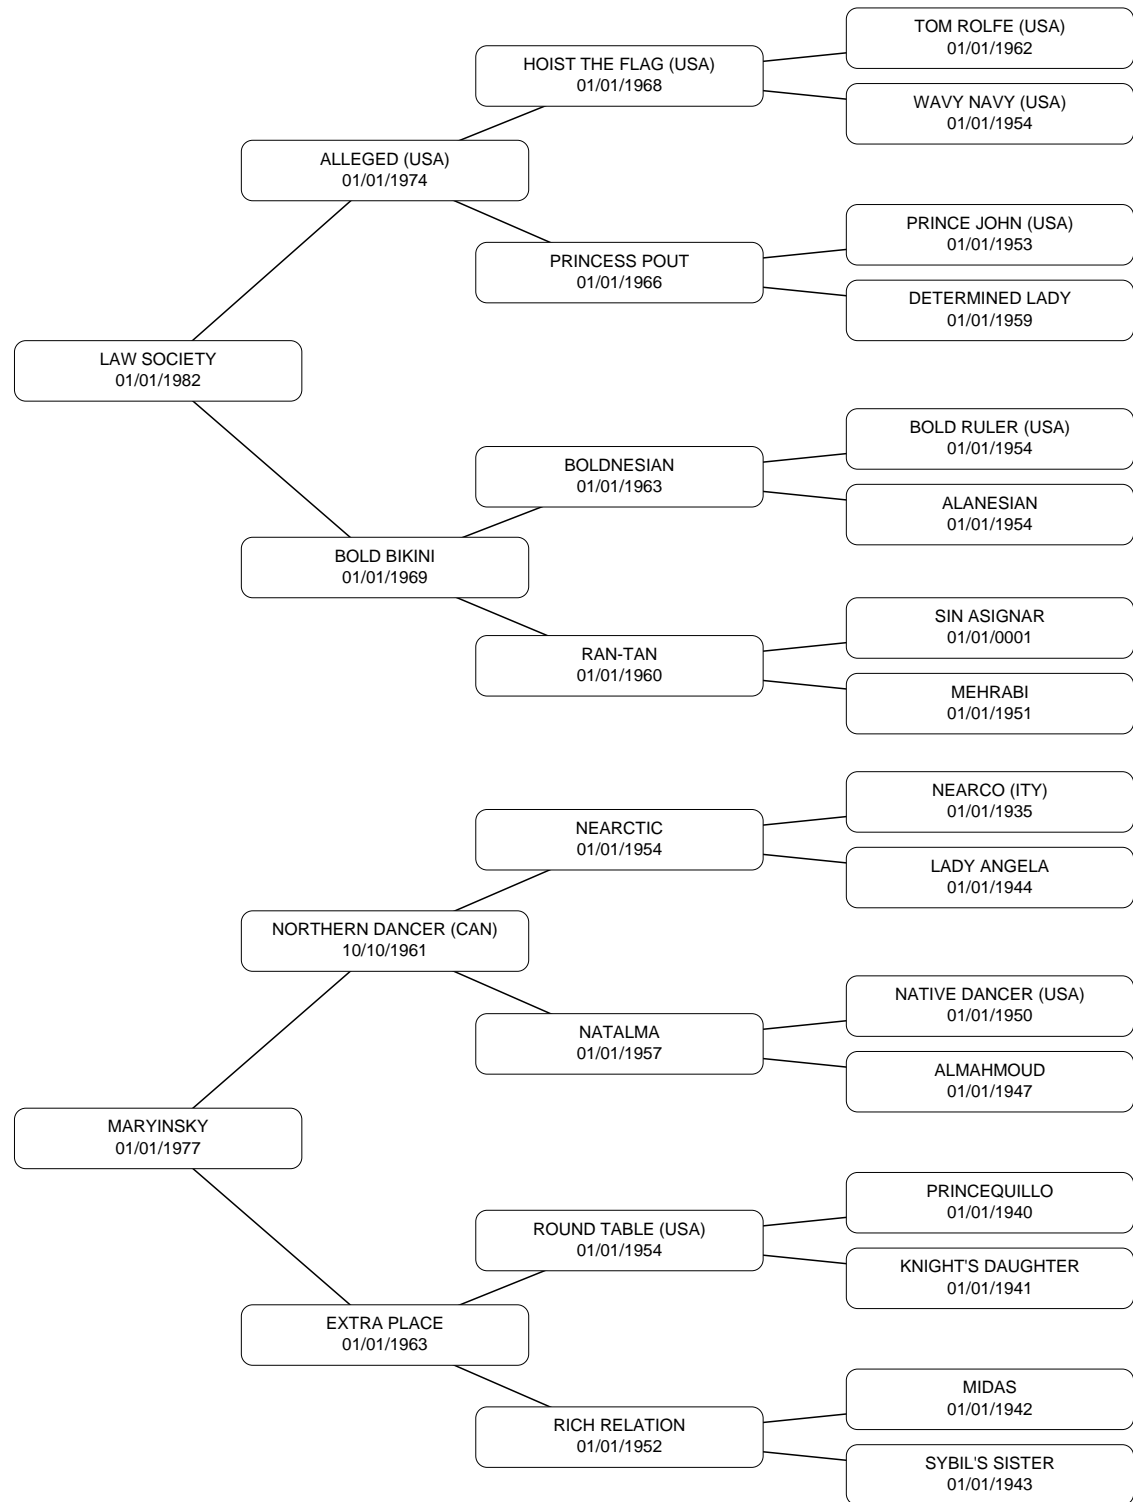 TOM ROLFE (USA)
01/01/1962
HOIST THE FLAG (USA)
01/01/1968
WAVY NAVY (USA)
01/01/1954
ALLEGED (USA)
01/01/1974
PRINCE JOHN (USA)
01/01/1953
PRINCESS POUT
01/01/1966
DETERMINED LADY
01/01/1959
LAW SOCIETY
01/01/1982
BOLD RULER (USA)
01/01/1954
BOLDNESIAN
01/01/1963
ALANESIAN
01/01/1954
BOLD BIKINI
01/01/1969
SIN ASIGNAR
01/01/0001
RAN-TAN
01/01/1960
MEHRABI
01/01/1951
NEARCO (ITY)
01/01/1935
NEARCTIC
01/01/1954
LADY ANGELA
01/01/1944
NORTHERN DANCER (CAN)
10/10/1961
NATIVE DANCER (USA)
01/01/1950
NATALMA
01/01/1957
ALMAHMOUD
01/01/1947
MARYINSKY
01/01/1977
PRINCEQUILLO
01/01/1940
ROUND TABLE (USA)
01/01/1954
KNIGHT'S DAUGHTER
01/01/1941
EXTRA PLACE
01/01/1963
MIDAS
01/01/1942
RICH RELATION
01/01/1952
SYBIL'S SISTER
01/01/1943